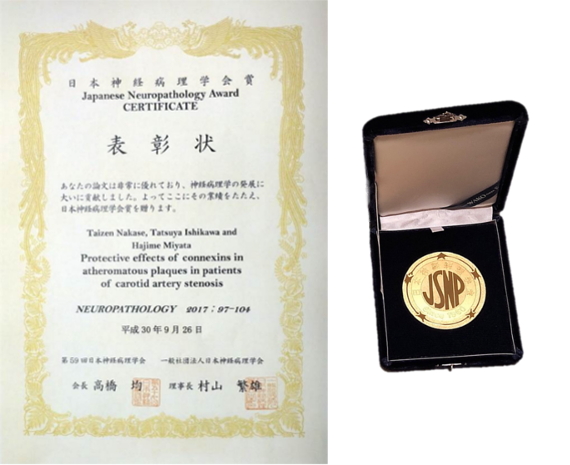 日本神経病理学会賞
Japanese Neuropathology Award
CERTIFICATE
表彰状
あなたの論文は非常に優れており、神経病理学の発展に
大いに貢献しました。よってここにその業績をたたえ、
日本神経病理学会賞を贈ります。
Taizen Nakase, Tatsuya Ishikawa and
Hajime Miyata
Protective effects of connexins in
atheromatous plaques in patients
of carotid artery stenosis
NEUROPATHOLOGY 2017 ; 97-104
平成30年9月26日
第59回日本神経病理学会 一般社団法人日本神経病理学会
会長 高橋 均 理事長 村山 繁雄
JSNP